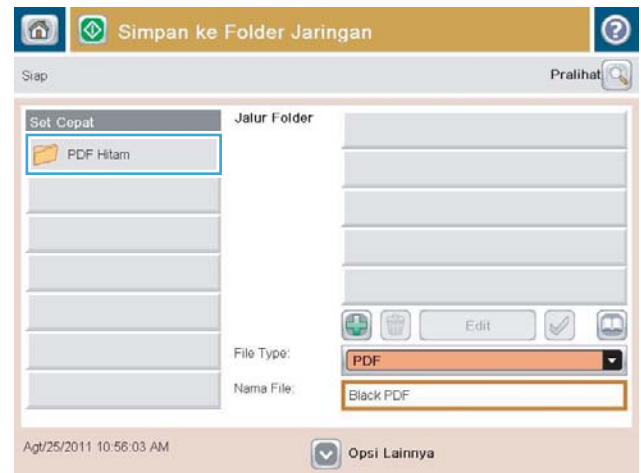 Simpan ke Folder Jaringan
Siap
Pralihat
Set Cepat
Jalur Folder
PDF Hitam
Edit
File Type:
PDF
Nama File:
Black PDF
Agt/25/2011 10:56:03 AM
Opsi Lainnya